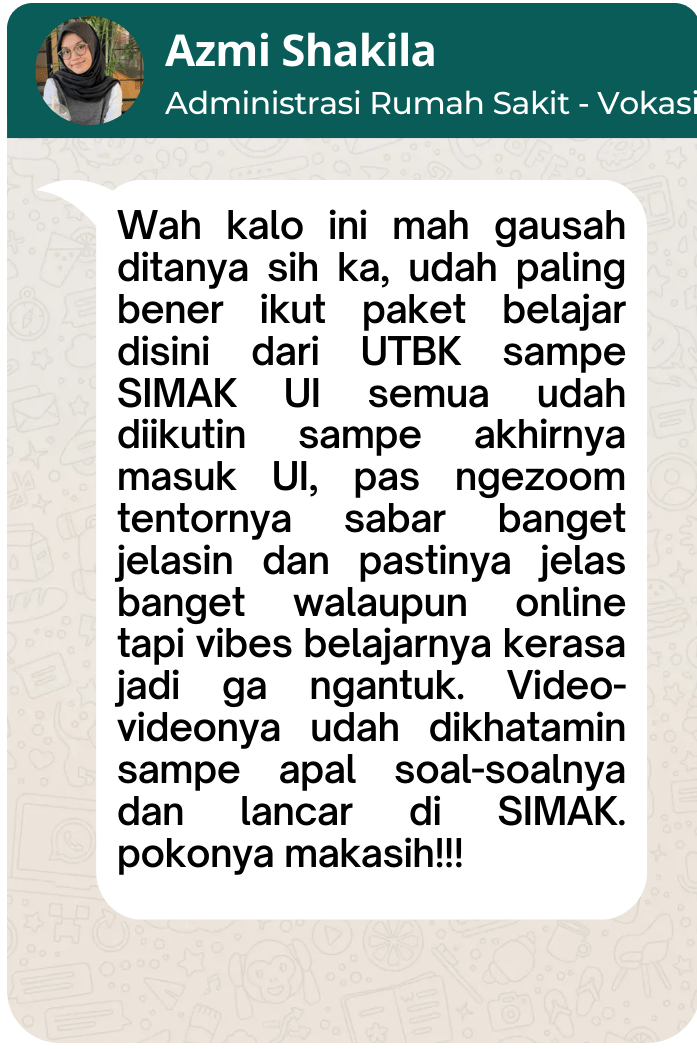 Azmi Shakila
Administrasi Rumah Sakit - Vokasi
Wah kalo ini mah gausah
ditanya sih ka, udah paling
bener ikut paket belajar
disini dari UTBK sampe
SIMAK UI semua udah
diikutin sampe akhirnya
masuk UI, pas ngezoom
tentornya sabar banget
jelasin dan pastinya jelas
banget walaupun online
tapi vibes belajarnya kerasa
jadi ga ngantuk. Video-
videonya udah dikhatamin
sampe apal soal-soalnya
dan lancar di SIMAK.
pokonya makasih!!!